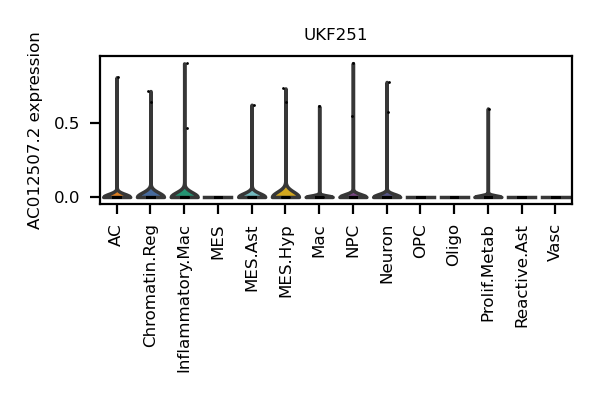 UKF251
AC012507.2 expression
0.5
0.0
AC
Chromatin.Reg
Inflammatory.Mac
MES
MES.Ast
MES.Hyp
Mac
NPC
Neuron
OPC
Oligo
Prolif.Metab
Reactive.Ast
Vasc